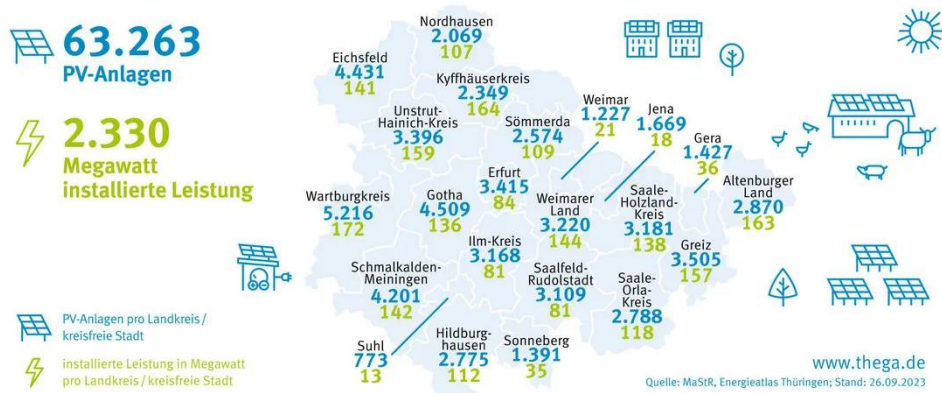 63.263
PV-Anlagen
2.330
Megawatt
installierte Leistung
Nordhausen
2.069
107
Eichsfeld
4.431
141
Kyffhäuserkreis
2.349
164
Unstrut-
Hainich-Kreis
3.396
159
Sömmerda
2.574
109
Weimar
1.227
21
Jena
1.669
18
Gera
1.427
36
Altenburger
Land
2.870
163
Wartburgkreis
5.216
172
Gotha
4.509
136
Erfurt
3.415
84
Weimarer
Land
3.220
144
Saale-
Holzland-
Kreis
3.181
138
Greiz
3.505
157
Ilm-Kreis
3.168
81
Schmalkalden-
Meiningen
4.201
142
Saalfeld-
Rudolstadt
3.109
81
Saale-
Orla-
Kreis
2.788
118
Suhl
773
13
Hildburg-
hausen
2.775
112
Sonneberg
1.391
35
PV-Anlagen pro Landkreis /
kreisfreie Stadt
installierte Leistung in Megawatt
pro Landkreis / kreisfreie Stadt
www.thega.de
Quelle: MaStR, Energieatlas Thüringen; Stand: 26.09.2023